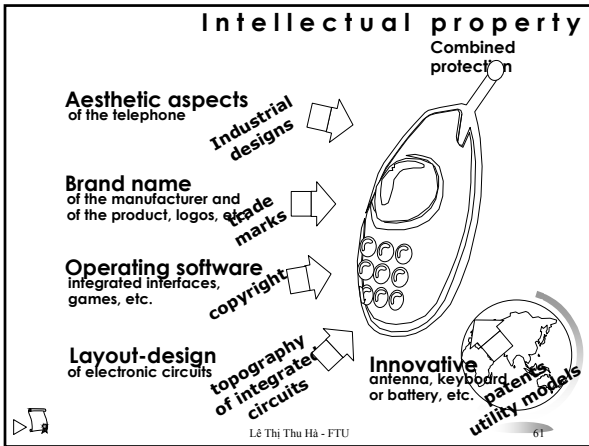 Intellectual property
Combined
protection
Aesthetic aspects
of the telephone
Industrial
designs
Brand name
of the manufacturer and
of the product, logos, etc.
trade
marks
Operating software
integrated interfaces,
games, etc.
copyright
Layout-design
of electronic circuits
topography
of integrated
circuits
Innovative
antenna, keyboard
or battery, etc.
patents
utility models
Lê Thị Thu Hà - FTU
61